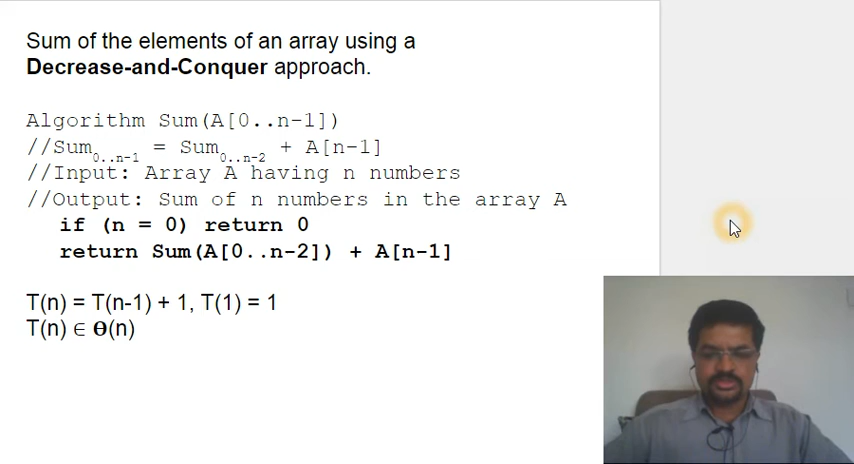 Sum of the elements of an array using a
Decrease-and-Conquer approach.
Algorithm Sum(A[0..n-1])
//Sum0..n-1 = Sum0..n-2 + A[n-1]
//Input: Array A having n numbers
//Output: Sum of n numbers in the array A
if (n = 0) return 0
return Sum(A[0..n-2]) + A[n-1]
T(n) = T(n-1) + 1, T(1) = 1
T(n) ∈ Θ(n)